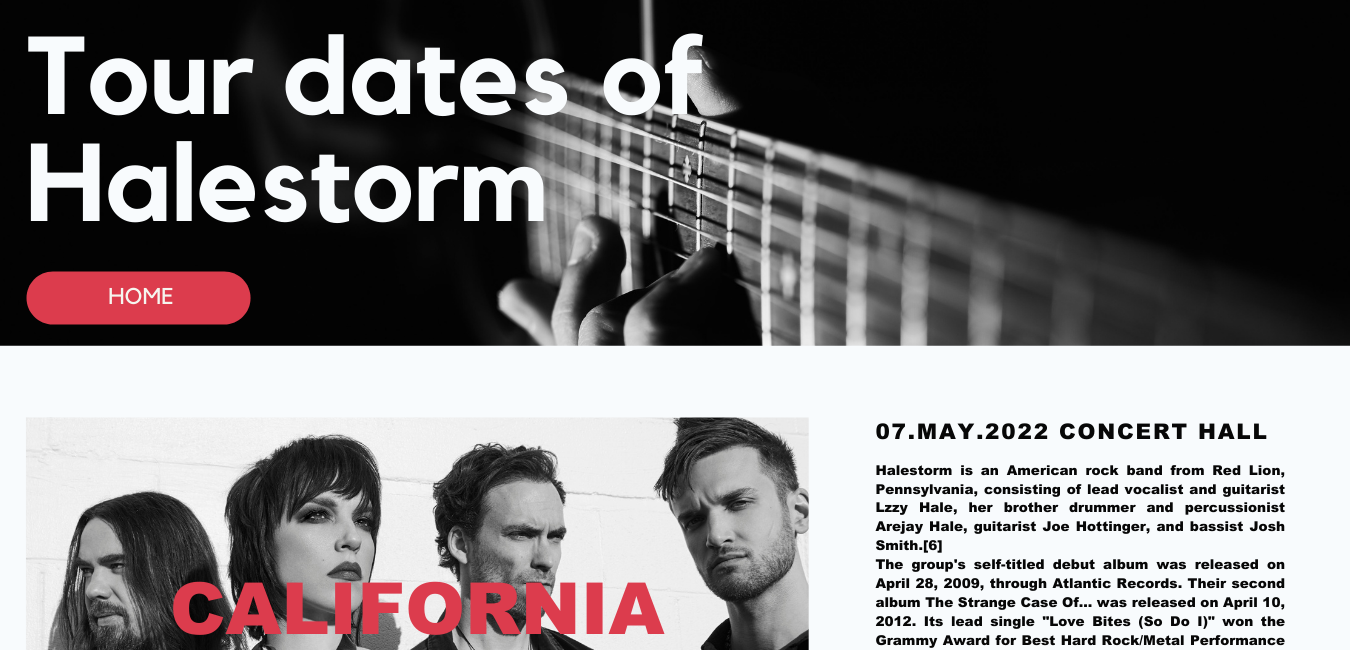 Tour dates of
Halestorm
HOME
CALIFORNIA
07.MAY.2022 CONCERT HALL
Halestorm is an American rock band from Red Lion,
Pennsylvania, consisting of lead vocalist and guitarist
Lzzy Hale, her brother drummer and percussionist
Arejay Hale, guitarist Joe Hottinger, and bassist Josh
Smith.[6]
The group's self-titled debut album was released on
April 28, 2009, through Atlantic Records. Their second
album The Strange Case Of... was released on April 10,
2012. Its lead single "Love Bites (So Do I)" won the
Grammy Award for Best Hard Rock/Metal Performance